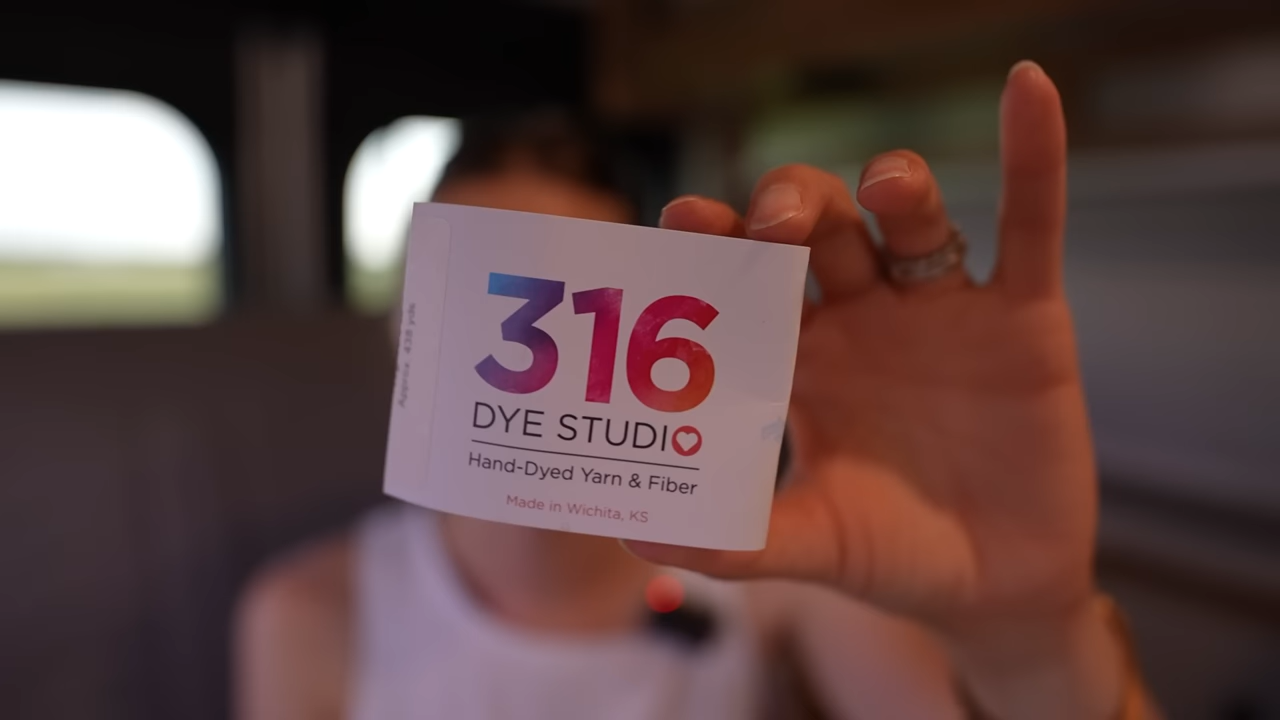 316
DYE STUDIO
Hand-Dyed Yarn & Fiber
Made in Wichita, KS
Approx. 438 yds